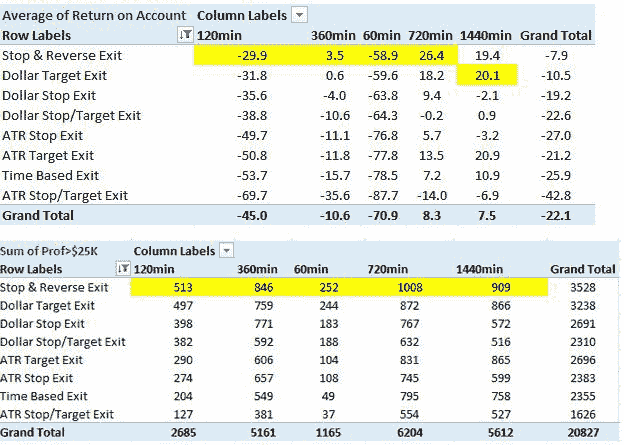 Average of Return on Account Column Labels
Row Labels 120min 360min 60min 720min 1440min Grand Total
Stop & Reverse Exit -29.9 3.5 -58.9 26.4 19.4 -7.9
Dollar Target Exit -31.8 0.6 -59.6 18.2 20.1 -10.5
Dollar Stop Exit -35.6 -4.0 -63.8 9.4 -2.1 -19.2
Dollar Stop/Target Exit -38.8 -10.6 -64.3 -0.2 0.9 -22.6
ATR Stop Exit -49.7 -11.1 -76.8 5.7 -3.2 -27.0
ATR Target Exit -50.8 -11.8 -77.8 13.5 20.9 -21.2
Time Based Exit -53.7 -15.7 -78.5 7.2 10.9 -25.9
ATR Stop/Target Exit -69.7 -35.6 -87.7 -14.0 -6.9 -42.8
Grand Total -45.0 -10.6 -70.9 8.3 7.5 -22.1
Sum of Prof>$25K Column Labels
Row Labels 120min 360min 60min 720min 1440min Grand Total
Stop & Reverse Exit 513 846 252 1008 909 3528
Dollar Target Exit 497 759 244 872 866 3238
Dollar Stop Exit 398 771 183 767 572 2691
Dollar Stop/Target Exit 382 592 188 632 516 2310
ATR Target Exit 290 606 104 831 865 2696
ATR Stop Exit 274 657 108 745 599 2383
Time Based Exit 204 549 49 795 758 2355
ATR Stop/Target Exit 127 381 37 554 527 1626
Grand Total 2685 5161 1165 6204 5612 20827